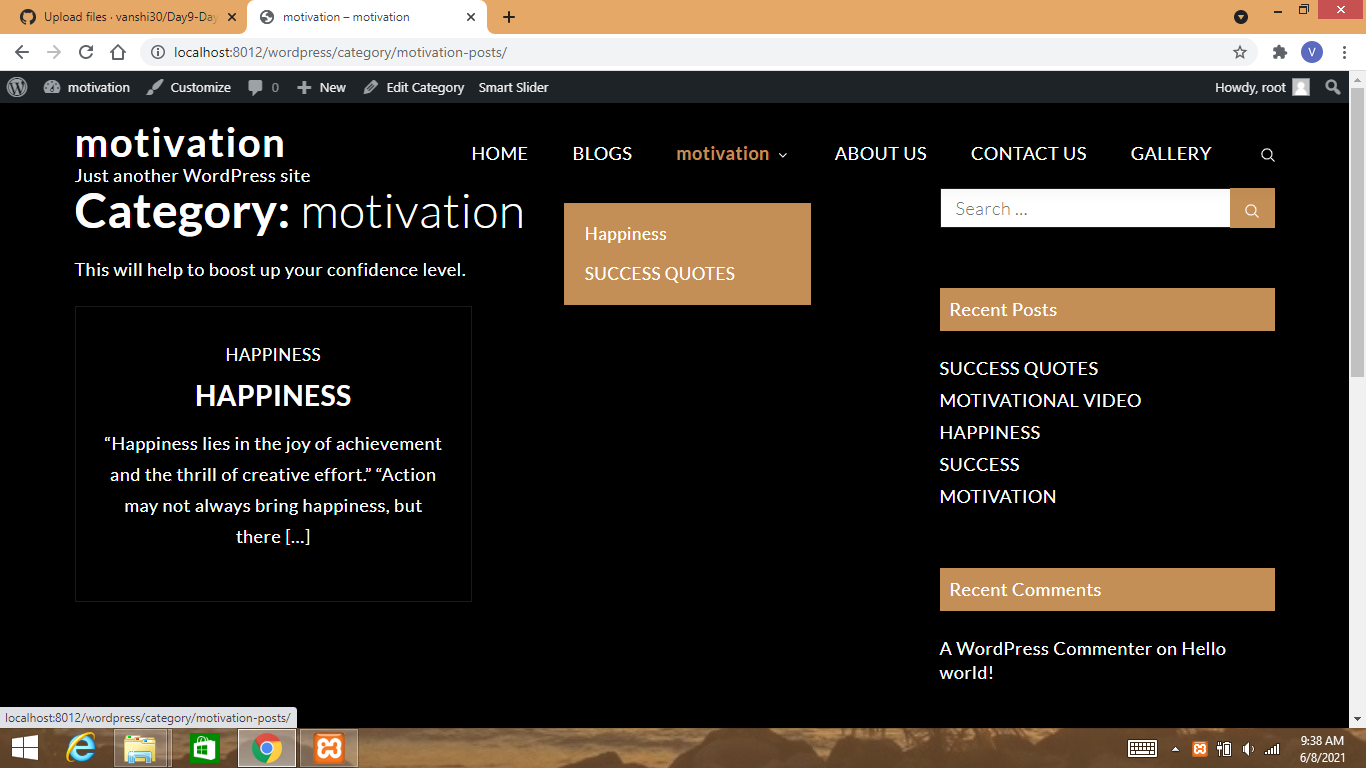 Upload files · vanshi30/Day9-Day
motivation – motivation
localhost:8012/wordpress/category/motivation-posts/
V
motivation
Customize
0
New
Edit Category
Smart Slider
Howdy, root
motivation
Just another WordPress site
HOME
BLOGS
motivation
ABOUT US
CONTACT US
GALLERY
Category: motivation
Happiness
SUCCESS QUOTES
This will help to boost up your confidence level.
HAPPINESS
HAPPINESS
“Happiness lies in the joy of achievement
and the thrill of creative effort.” “Action
may not always bring happiness, but
there […]
Search …
Recent Posts
SUCCESS QUOTES
MOTIVATIONAL VIDEO
HAPPINESS
SUCCESS
MOTIVATION
Recent Comments
A WordPress Commenter on Hello
world!
localhost:8012/wordpress/category/motivation-posts/
9:38 AM
6/8/2021